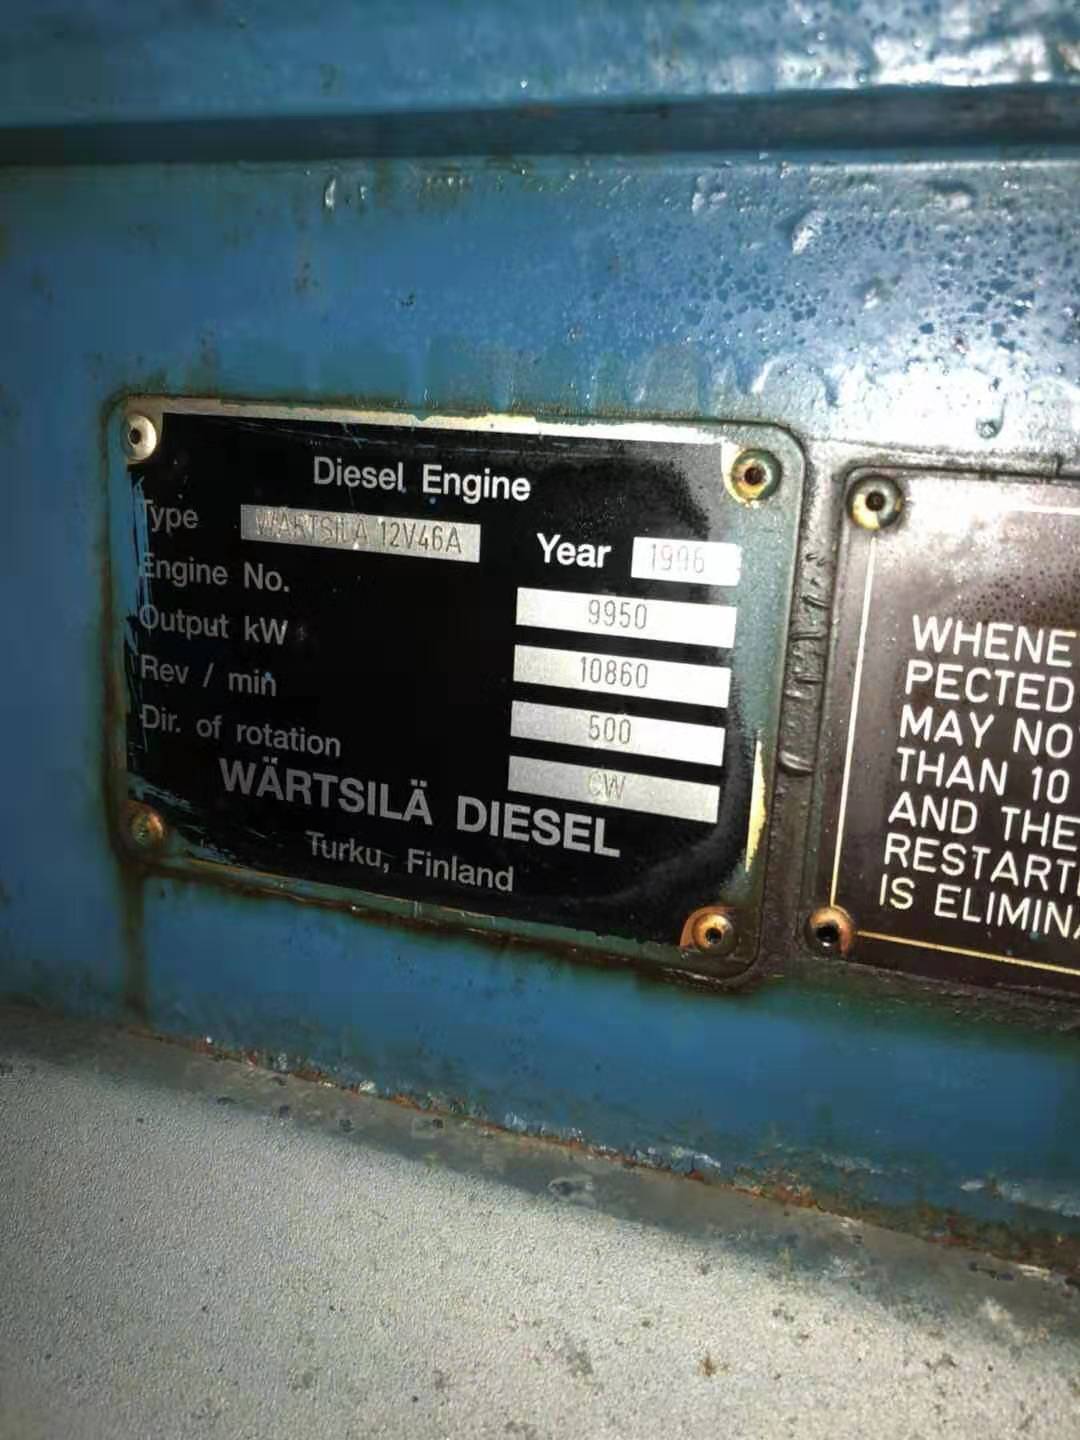 Diesel Engine
Type WÄRTSILÄ 12V46A Year 1996
Engine No. 9950
Output kW 10860
Rev / min 500
Dir. of rotation CW
WÄRTSILÄ DIESEL
Turku, Finland
WHENE
PECTED
MAY NO
THAN 10
AND THE
RESTART
IS ELIMIN